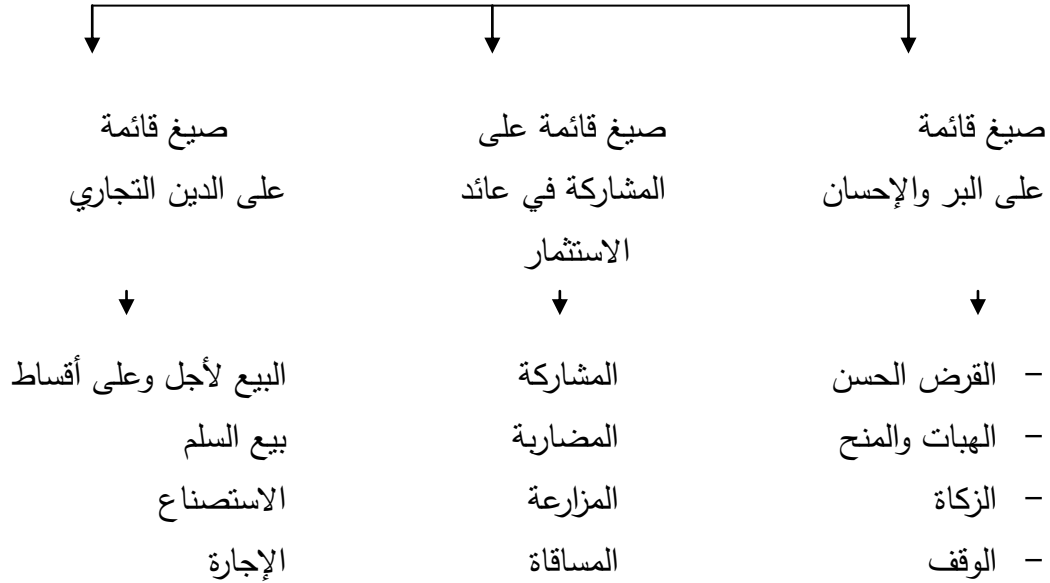 صيغ قائمة
على البر والإحسان
صيغ قائمة على
المشاركة في عائد
الاستثمار
صيغ قائمة
على الدين التجاري
- القرض الحسن
- الهبات والمنح
- الزكاة
- الوقف
المشاركة
المضاربة
المزارعة
المساقاة
البيع لأجل وعلى أقساط
بيع السلم
الاستصناع
الإجارة